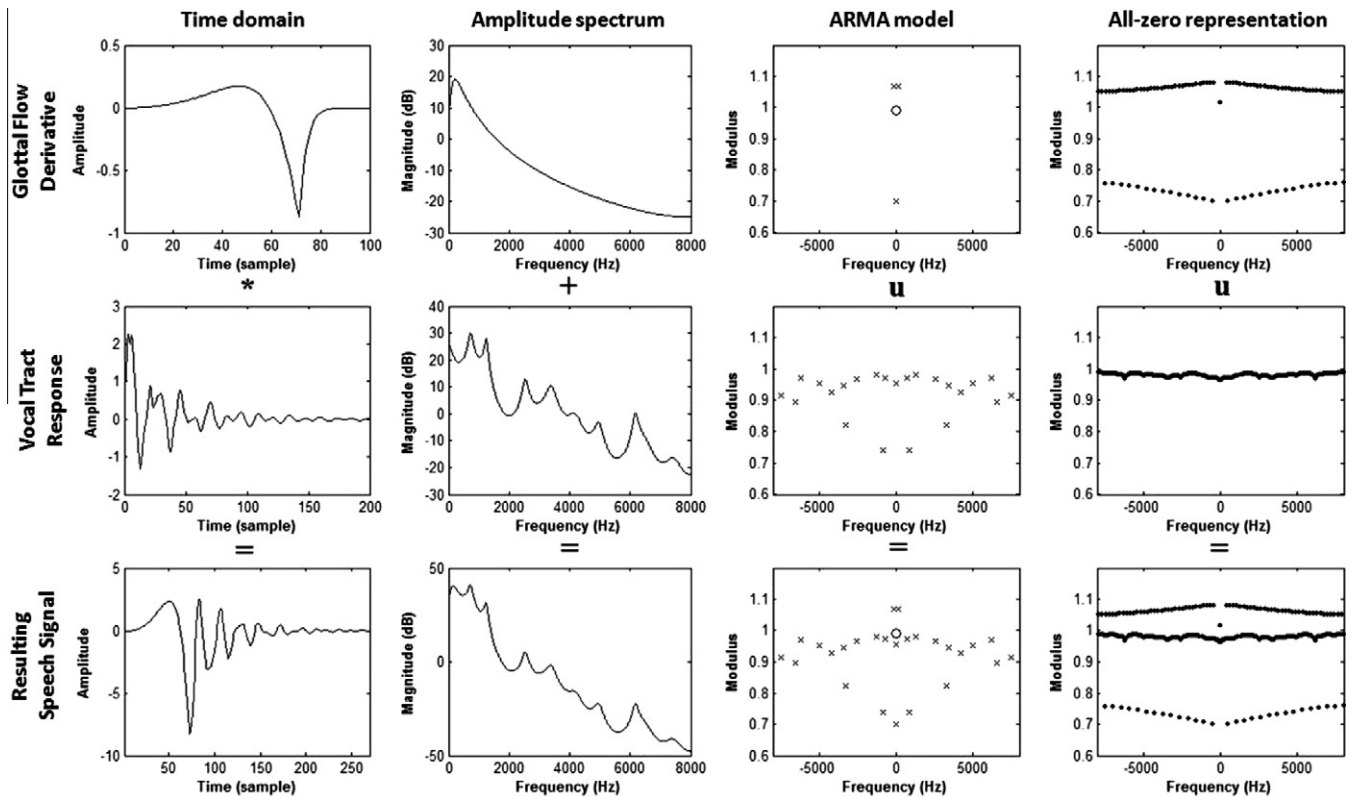 Time domain
Amplitude spectrum
ARMA model
All-zero representation
Glottal Flow
Derivative
Amplitude
0.5
0
-0.5
-1
0 20 40 60 80 100
Time (sample)
Magnitude (dB)
30
20
10
0
-10
-20
-30
0 2000 4000 6000 8000
Frequency (Hz)
Modulus
1.1
1
0.9
0.8
0.7
0.6
-5000 0 5000
Frequency (Hz)
Modulus
1.1
1
0.9
0.8
0.7
0.6
-5000 0 5000
Frequency (Hz)
* + u u
Vocal Tract
Response
Amplitude
3
2
1
0
-1
-2
0 50 100 150 200
Time (sample)
Magnitude (dB)
40
30
20
10
0
-10
-20
-30
0 2000 4000 6000 8000
Frequency (Hz)
Modulus
1.1
1
0.9
0.8
0.7
0.6
-5000 0 5000
Frequency (Hz)
Modulus
1.1
1
0.9
0.8
0.7
0.6
-5000 0 5000
Frequency (Hz)
= = = =
Resulting
Speech Signal
Amplitude
5
0
-5
-10
50 100 150 200 250
Time (sample)
Magnitude (dB)
50
0
-50
0 2000 4000 6000 8000
Frequency (Hz)
Modulus
1.1
1
0.9
0.8
0.7
0.6
-5000 0 5000
Frequency (Hz)
Modulus
1.1
1
0.9
0.8
0.7
0.6
-5000 0 5000
Frequency (Hz)